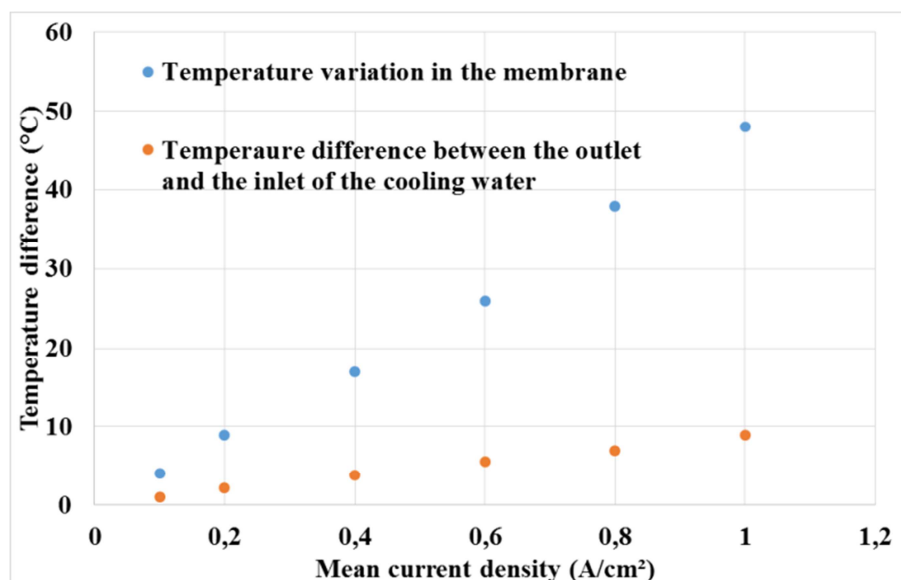 60
Temperature variation in the membrane
50
Temperaure difference between the outlet
and the inlet of the cooling water
40
30
20
10
0
Temperature difference (°C)
0 0,2 0,4 0,6 0,8 1 1,2
Mean current density (A/cm²)